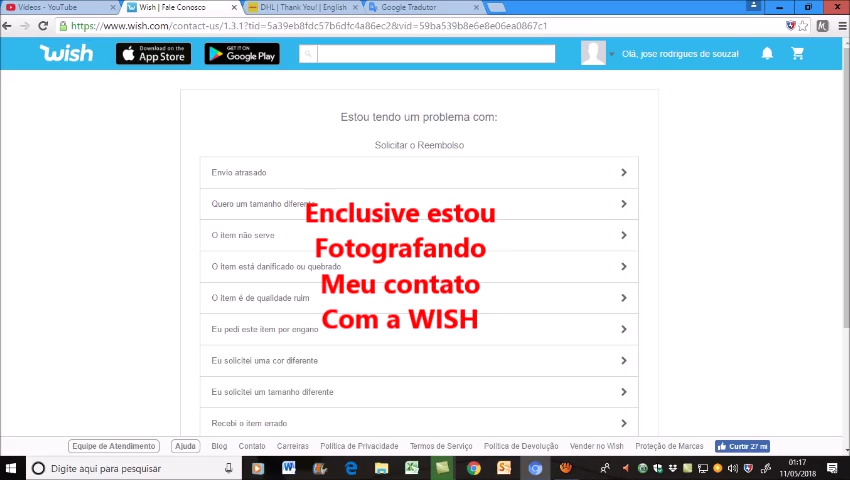 Videos - YouTube
Wish | Fale Conosco
DHL | Thank You! | English
Google Tradutor
https://www.wish.com/contact-us/1.3.1?tid=5a39eb8fdc57b6dfc4a86ec2&vid=59ba539b8e6e8e06ea0867c1
wish
Download on the
App Store
GET IT ON
Google Play
Olá, jose rodrigues de souza!
Estou tendo um problema com:
Solicitar o Reembolso
Envio atrasado
Quero um tamanho diferente
O item não serve
O item está danificado ou quebrado
O item é de qualidade ruim
Eu pedi este item por engano
Eu solicitei uma cor diferente
Eu solicitei um tamanho diferente
Recebi o item errado
Enclusive estou
Fotografando
Meu contato
Com a WISH
Equipe de Atendimento Ajuda Blog Contato Carreiras Política de Privacidade Termos de Serviço Política de Devolução Vender no Wish Proteção de Marcas Curtir 27 mi
Digite aqui para pesquisar
01:17
11/05/2018